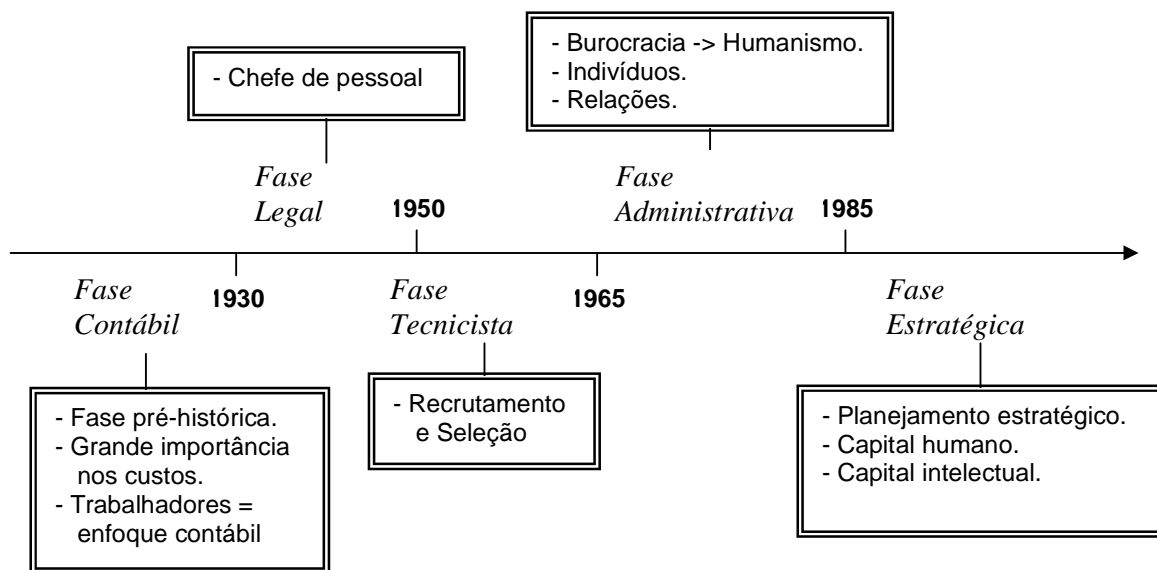 - Chefe de pessoal
- Burocracia -> Humanismo.
- Indivíduos.
- Relações.
Fase
Legal
1950
Fase
Administrativa
1985
Fase
Contábil
1930
Fase
Tecnicista
1965
Fase
Estratégica
- Fase pré-histórica.
- Grande importância
nos custos.
- Trabalhadores =
enfoque contábil
- Recrutamento
e Seleção
- Planejamento estratégico.
- Capital humano.
- Capital intelectual.